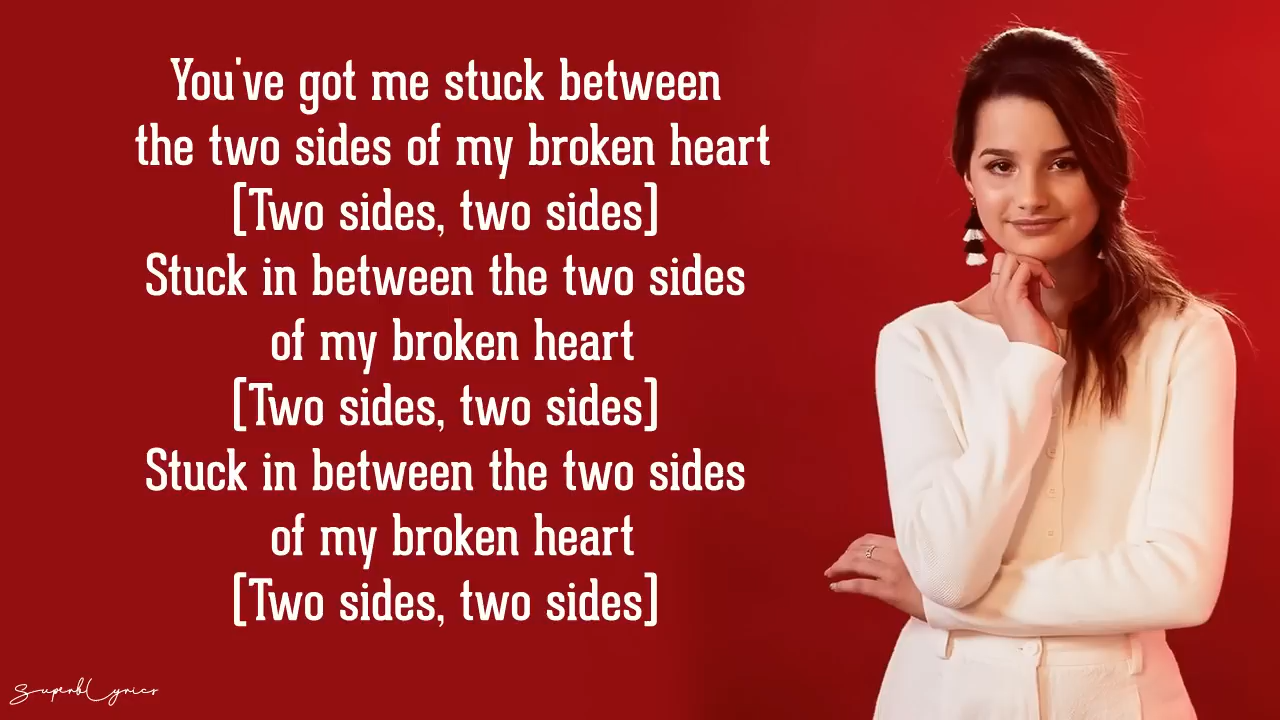 You've got me stuck between
the two sides of my broken heart
[Two sides, two sides]
Stuck in between the two sides
of my broken heart
[Two sides, two sides]
Stuck in between the two sides
of my broken heart
[Two sides, two sides]
SuperbLyrics